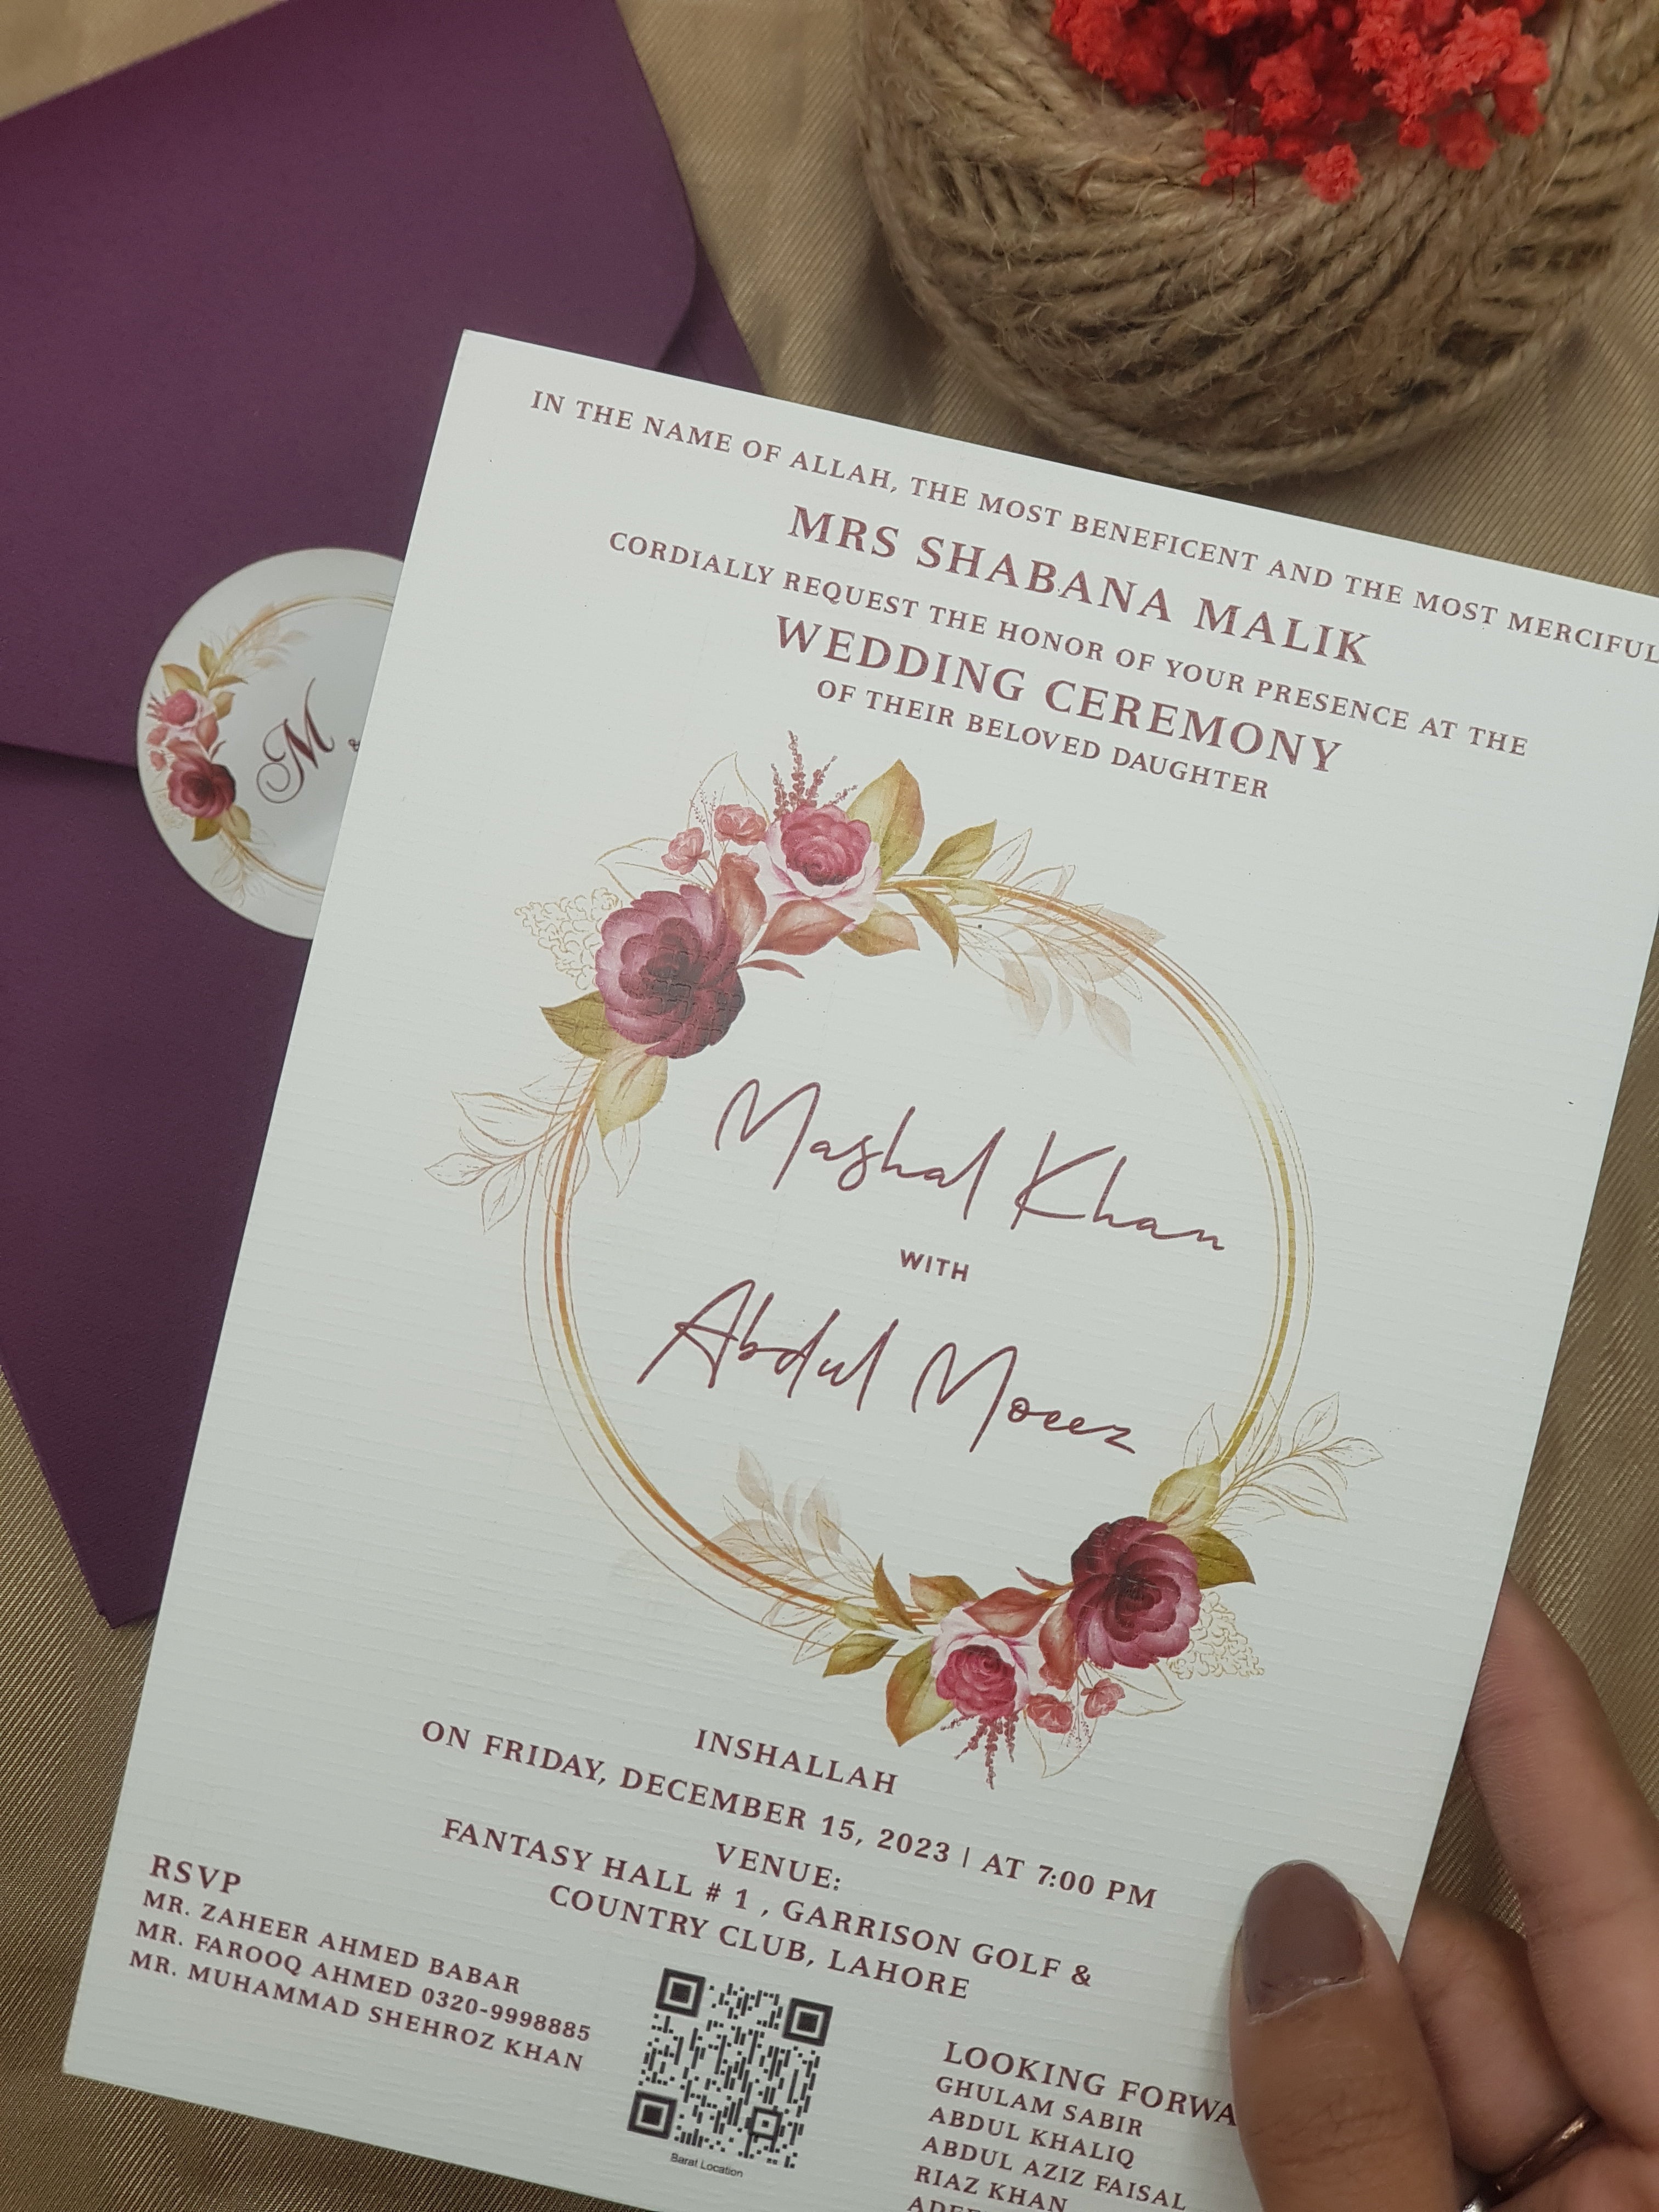 IN THE NAME OF ALLAH, THE MOST BENEFICENT AND THE MOST MERCIFUL
MRS SHABANA MALIK
CORDIALLY REQUEST THE HONOR OF YOUR PRESENCE AT THE
WEDDING CEREMONY
OF THEIR BELOVED DAUGHTER
M &
Mashal Khan
WITH
Abdul Moeez
INSHALLAH
ON FRIDAY, DECEMBER 15, 2023 | AT 7:00 PM
VENUE:
FANTASY HALL # 1 , GARRISON GOLF &
COUNTRY CLUB, LAHORE
RSVP
MR. ZAHEER AHMED BABAR
MR. FAROOQ AHMED 0320-9998885
MR. MUHAMMAD SHEHROZ KHAN
Barat Location
LOOKING
GHULAM SABIR
ABDUL KHALIQ
ABDUL AZIZ FAISAL
RIAZ KHAN